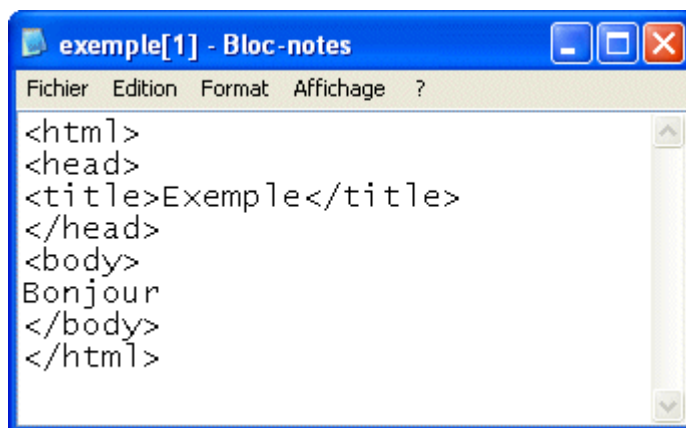 exemple[1] - Bloc-notes
Fichier Edition Format Affichage ?
<html>
<head>
<title>Exemple</title>
</head>
<body>
Bonjour
</body>
</html>